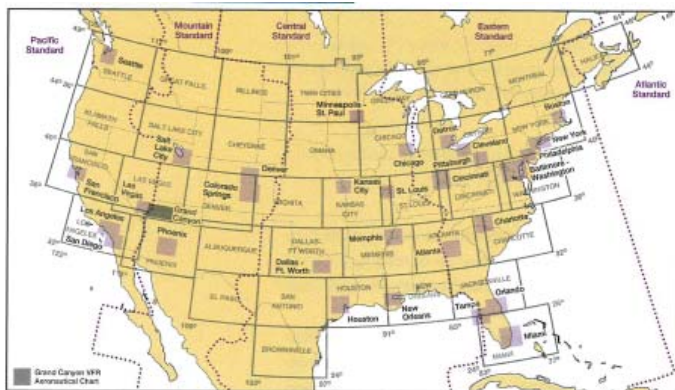 Pacific
Standard
Mountain
Standard
Central
Standard
Eastern
Standard
Atlantic
Standard
Seattle
SEATTLE
GREAT FALLS
BILLINGS
TWIN CITIES
GREEN BAY
MONTREAL
Minneapolis
St. Paul
KLAMATH
FALLS
SALT LAKE CITY
Salt
Lake
City
CHEYENNE
OMAHA
CHICAGO
Chicago
Detroit
Cleveland
Pittsburgh
NEW YORK
Boston
New York
Philadelphia
Baltimore
Washington
SAN
FRANCISCO
San
Francisco
LAS VEGAS
Las
Vegas
Colorado
Springs
Denver
DENVER
WICHITA
Kansas
City
KANSAS
CITY
St. Louis
ST LOUIS
Cincinnati
CINCINNATI
Grand
Canyon
Los Angeles
LOS
ANGELES
San Diego
Phoenix
PHOENIX
ALBUQUERQUE
DALLAS-
FT WORTH
Dallas -
Ft. Worth
Memphis
MEMPHIS
ATLANTA
Atlanta
Charlotte
CHARLOTTE
EL PASO
SAN
ANTONIO
HOUSTON
Houston
NEW
ORLEANS
New
Orleans
JACKSONVILLE
Orlando
Tampa
Miami
MIAMI
BROWNSVILLE
Grand Canyon VFR
Aeronautical Chart